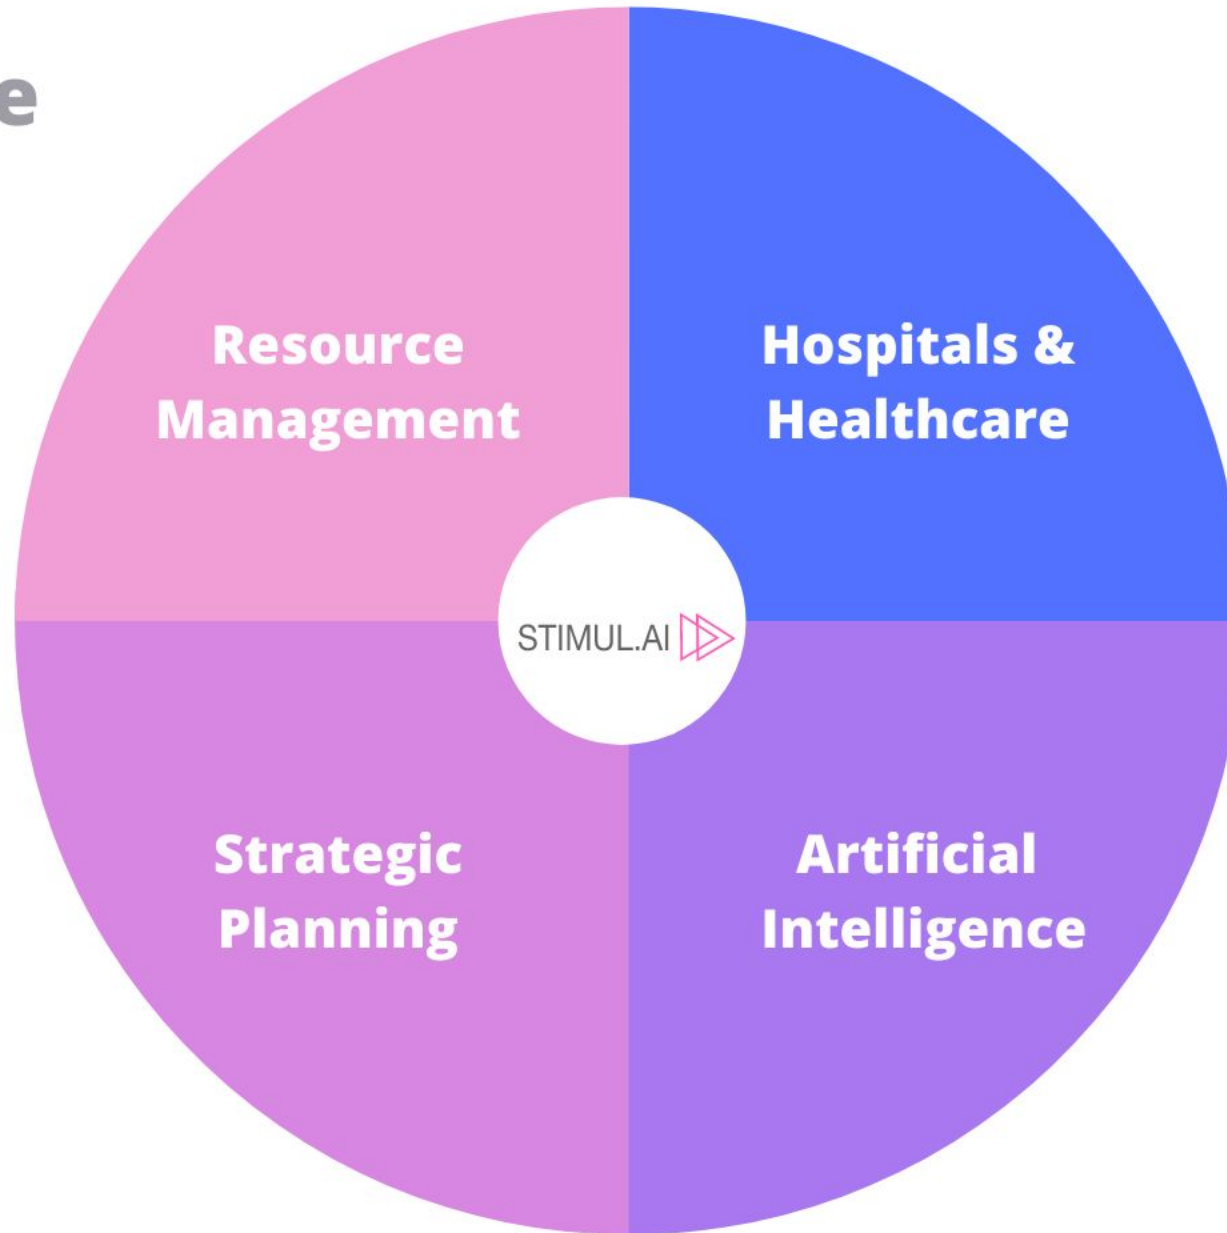 e
Resource
Management
Hospitals &
Healthcare
STIMUL.AI
Strategic
Planning
Artificial
Intelligence